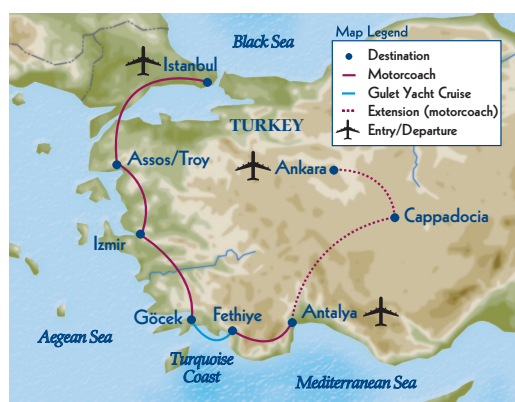 Black Sea
Map Legend
Destination
Motorcoach
Gulet Yacht Cruise
Extension (motorcoach)
Entry/Departure
Istanbul
TURKEY
Assos/Troy
Ankara
Cappadocia
Izmir
Göcek
Fethiye
Antalya
Aegean Sea
Turquoise
Coast
Mediterranean Sea